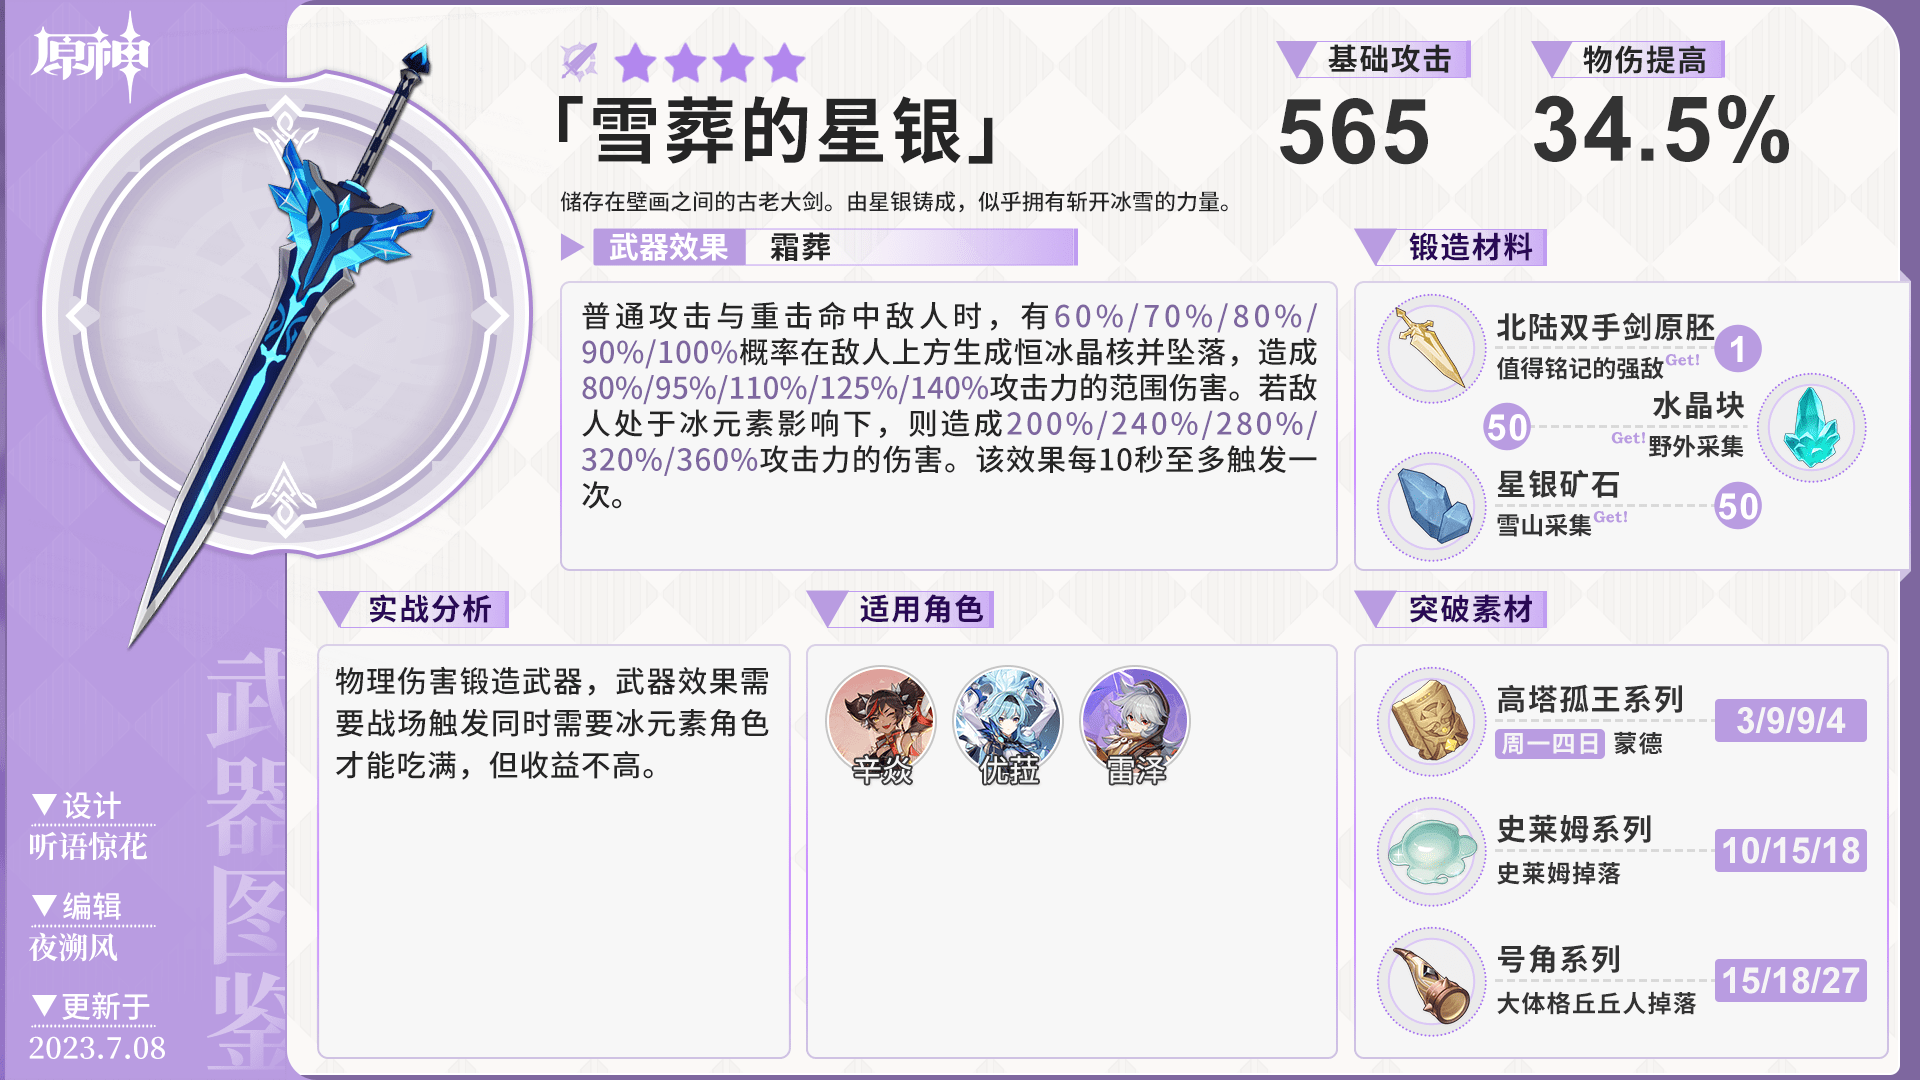 原神
「雪葬的星银」
基础攻击
565
物伤提高
34.5%
储存在壁画之间的古老大剑。由星银铸成，似乎拥有斩开冰雪的力量。
武器效果 霜葬
普通攻击与重击命中敌人时，有60%/70%/80%/
90%/100%概率在敌人上方生成恒冰晶核并坠落，造成
80%/95%/110%/125%/140%攻击力的范围伤害。若敌
人处于冰元素影响下，则造成200%/240%/280%/
320%/360%攻击力的伤害。该效果每10秒至多触发一
次。
锻造材料
北陆双手剑原胚
值得铭记的强敌Get!
1
水晶块
50
Get!野外采集
星银矿石
雪山采集Get!
50
实战分析
物理伤害锻造武器，武器效果需
要战场触发同时需要冰元素角色
才能吃满，但收益不高。
适用角色
辛焱
优菈
雷泽
突破素材
高塔孤王系列
周一四日 蒙德
3/9/9/4
史莱姆系列
史莱姆掉落
10/15/18
号角系列
大体格丘丘人掉落
15/18/27
武器图鉴
▼设计
听语惊花
▼编辑
夜溯风
▼更新于
2023.7.08